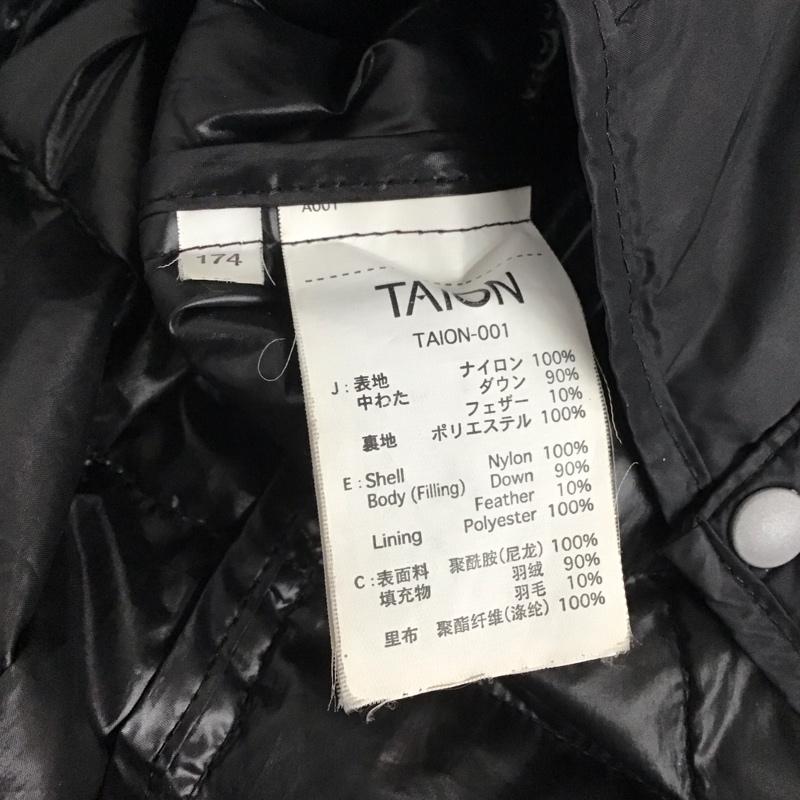 A001
174
TAION
TAION-001
J : 表地 ナイロン 100%
中わた ダウン 90%
フェザー 10%
裏地 ポリエステル 100%
E : Shell Nylon 100%
Body (Filling) Down 90%
Feather 10%
Lining Polyester 100%
C : 表面料 聚酰胺(尼龙) 100%
填充物 羽绒 90%
羽毛 10%
里布 聚酯纤维(涤纶) 100%